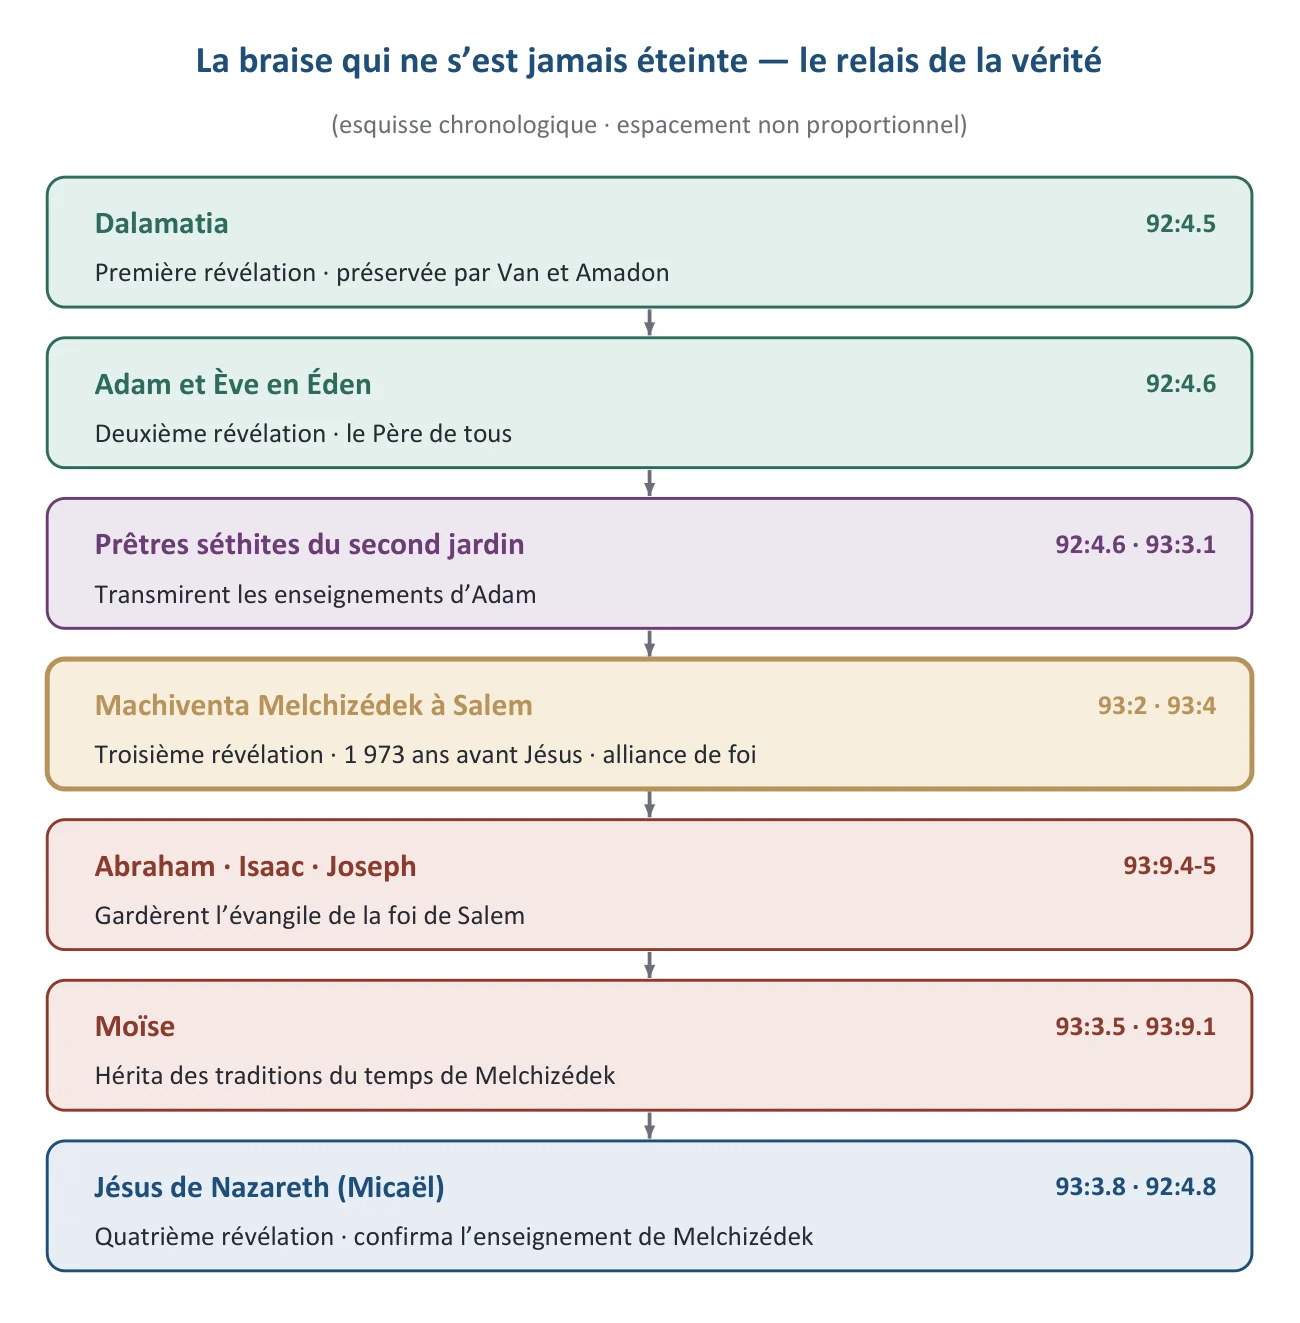 La braise qui ne s’est jamais éteinte — le relais de la vérité
(esquisse chronologique · espacement non proportionnel)
Dalamatia 92:4.5
Première révélation · préservée par Van et Amadon
Adam et Ève en Éden 92:4.6
Deuxième révélation · le Père de tous
Prêtres séthites du second jardin 92:4.6 · 93:3.1
Transmirent les enseignements d’Adam
Machiventa Melchizédek à Salem 93:2 · 93:4
Troisième révélation · 1 973 ans avant Jésus · alliance de foi
Abraham · Isaac · Joseph 93:9.4-5
Gardèrent l’évangile de la foi de Salem
Moïse 93:3.5 · 93:9.1
Hérita des traditions du temps de Melchizédek
Jésus de Nazareth (Micaël) 93:3.8 · 92:4.8
Quatrième révélation · confirma l’enseignement de Melchizédek